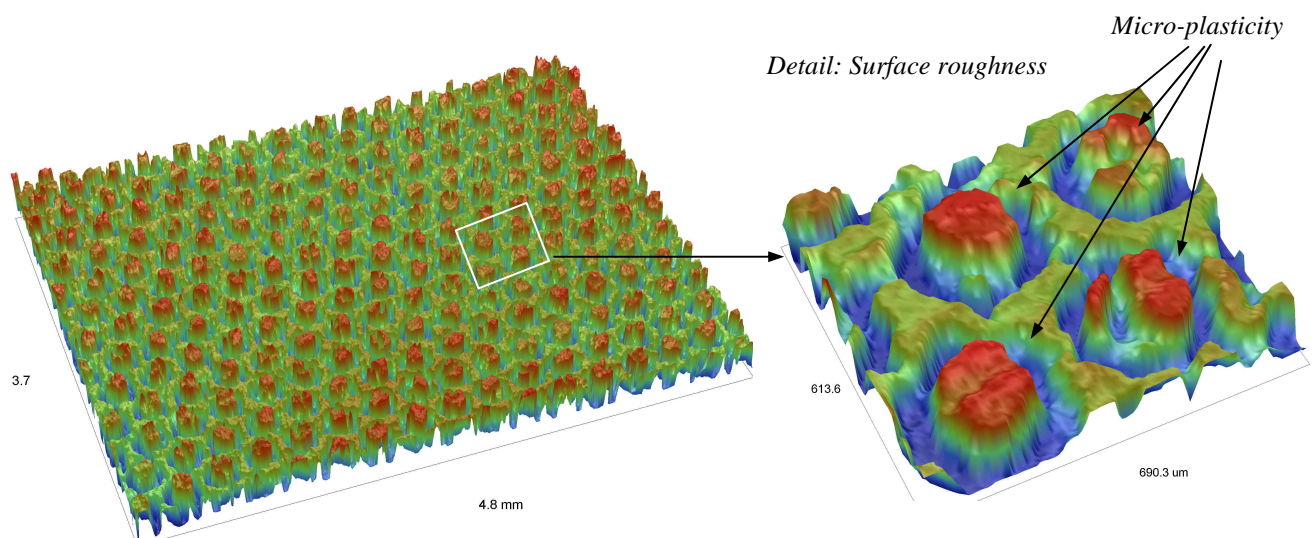 Micro-plasticity
Detail: Surface roughness
3.7
4.8 mm
613.6
690.3 um